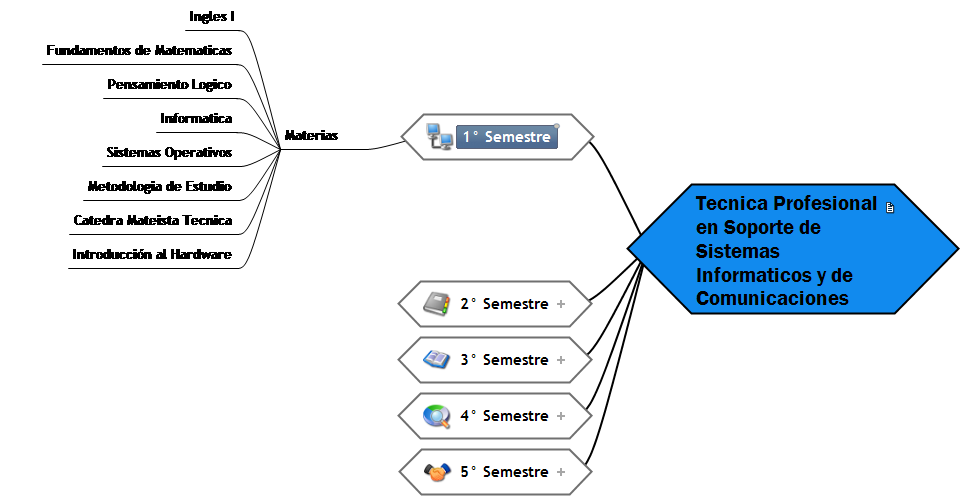 Ingles I
Fundamentos de Matematicas
Pensamiento Logico
Informatica
Sistemas Operativos
Metodologia de Estudio
Catedra Mateista Tecnica
Introducción al Hardware
Materias
1° Semestre
2° Semestre
3° Semestre
4° Semestre
5° Semestre
Tecnica Profesional
en Soporte de
Sistemas
Informaticos y de
Comunicaciones